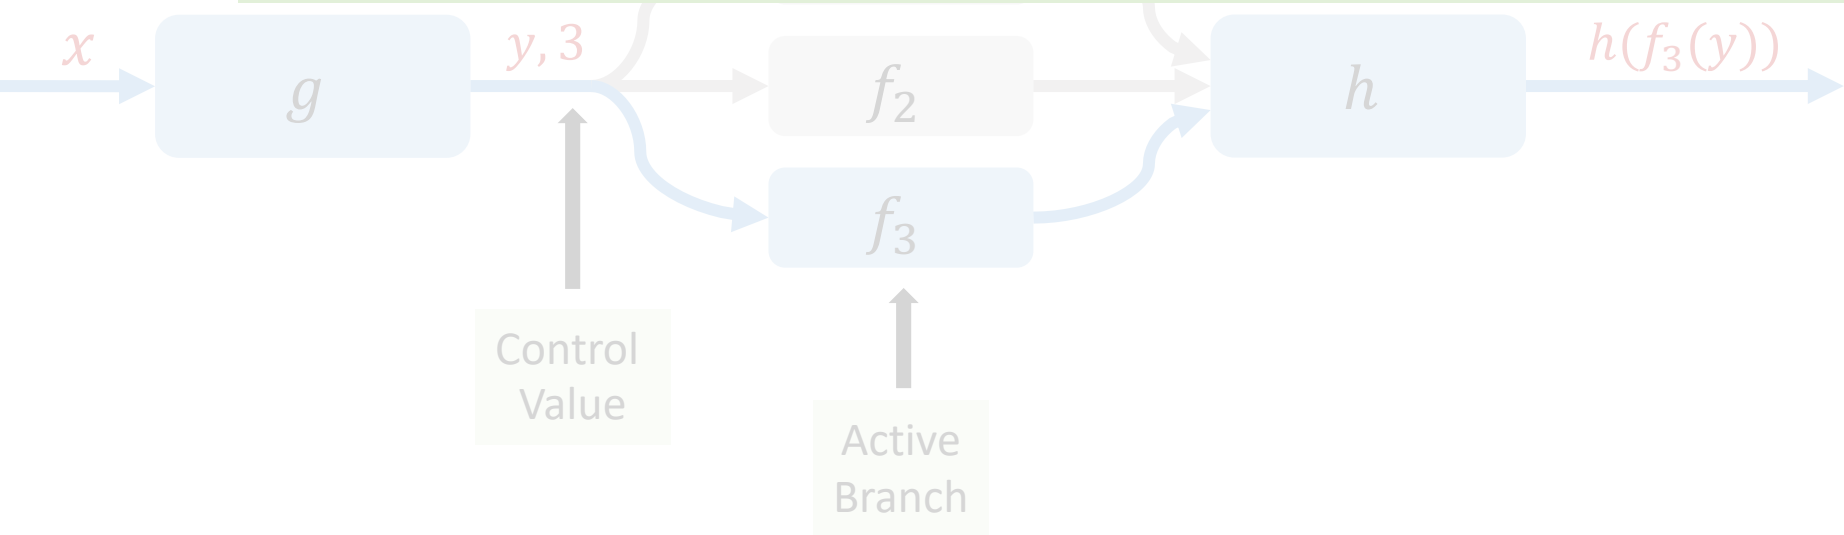 x
g
y, 3
f₂
h
h(f₃(y))
f₃
Control
Value
Active
Branch